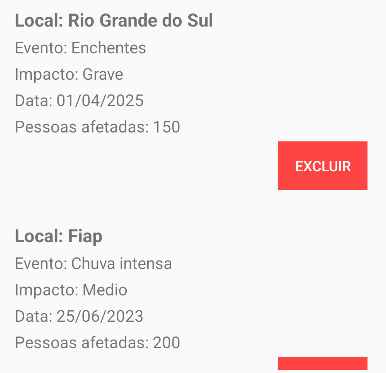 Local: Rio Grande do Sul
Evento: Enchentes
Impacto: Grave
Data: 01/04/2025
Pessoas afetadas: 150
EXCLUIR
Local: Fiap
Evento: Chuva intensa
Impacto: Medio
Data: 25/06/2023
Pessoas afetadas: 200